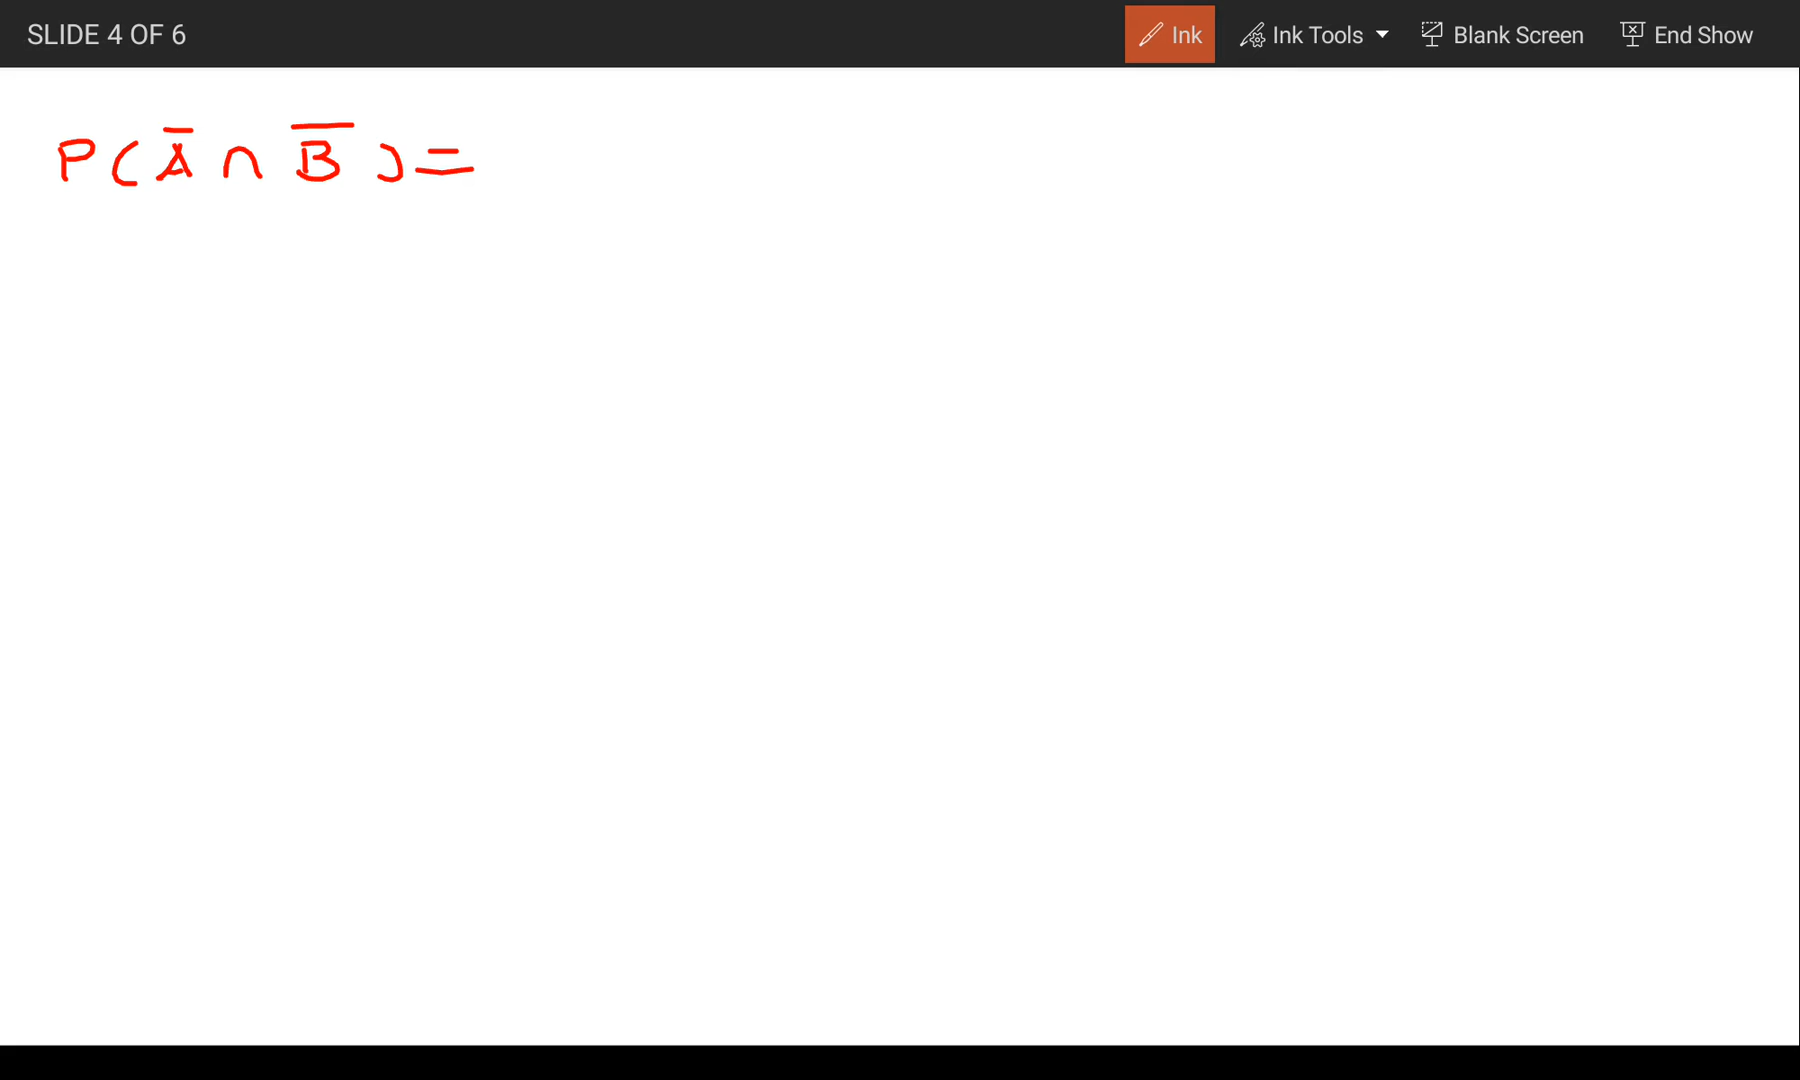 SLIDE 4 OF 6 Ink Ink Tools Blank Screen End Show
P(A̅ ∩ B̅) =